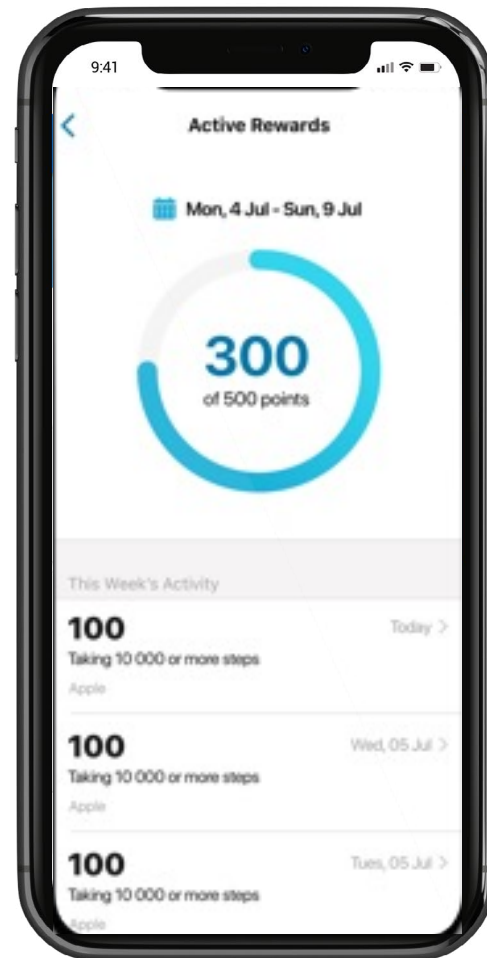 9:41
Active Rewards
Mon, 4 Jul - Sun, 9 Jul
300
of 500 points
This Week's Activity
100
Today
Taking 10 000 or more steps
Apple
100
Wed, 05 Jul
Taking 10 000 or more steps
Apple
100
Tues, 05 Jul
Taking 10 000 or more steps
Apple